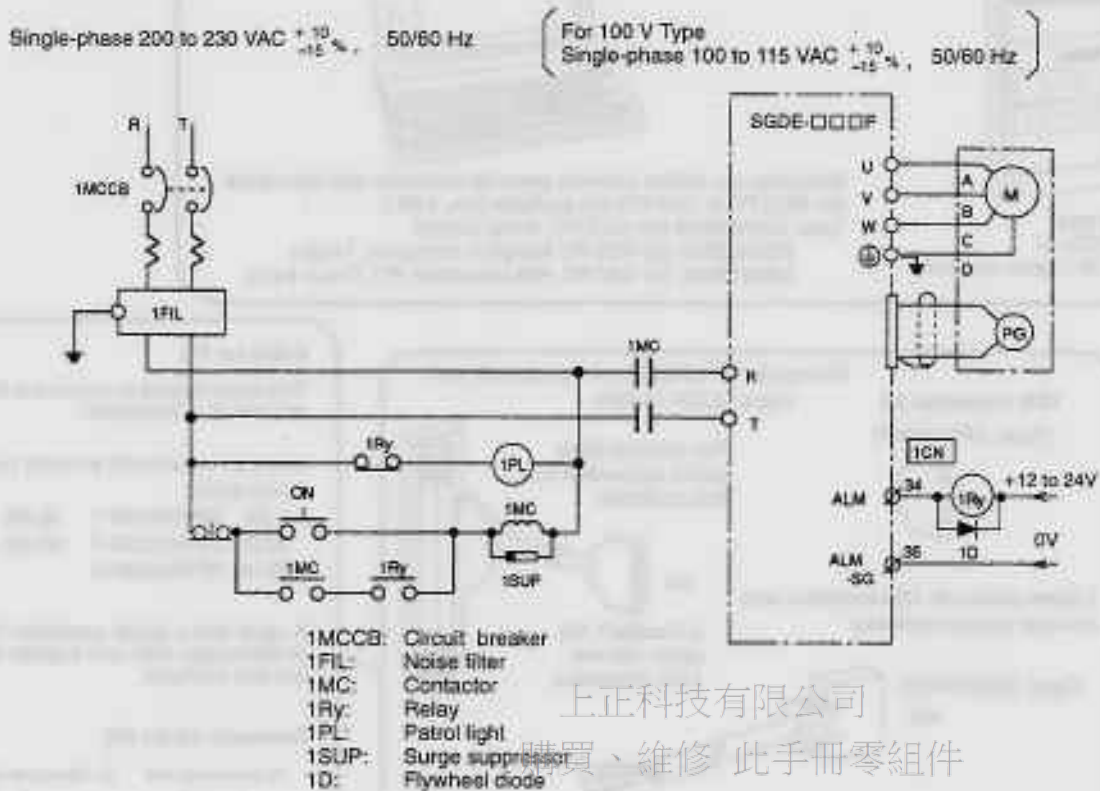 Single-phase 200 to 230 VAC +10 −15 %, 50/60 Hz
For 100 V Type
Single-phase 100 to 115 VAC +10 −15 %, 50/60 Hz
SGDE-□□□F
R T
1MCCB
1FIL
U
V
W
A
B
C
D
M
PG
1MC
R
T
1Ry
1PL
ON
1MC
1SUP
1MC
1Ry
1CN
ALM
34
1Ry
+12 to 24V
1D
0V
ALM
-SG
36
1MCCB: Circuit breaker
1FIL: Noise filter
1MC: Contactor
1Ry: Relay
1PL: Patrol light
1SUP: Surge suppressor
1D: Flywheel diode
上正科技有限公司
購買、維修 此手冊零組件